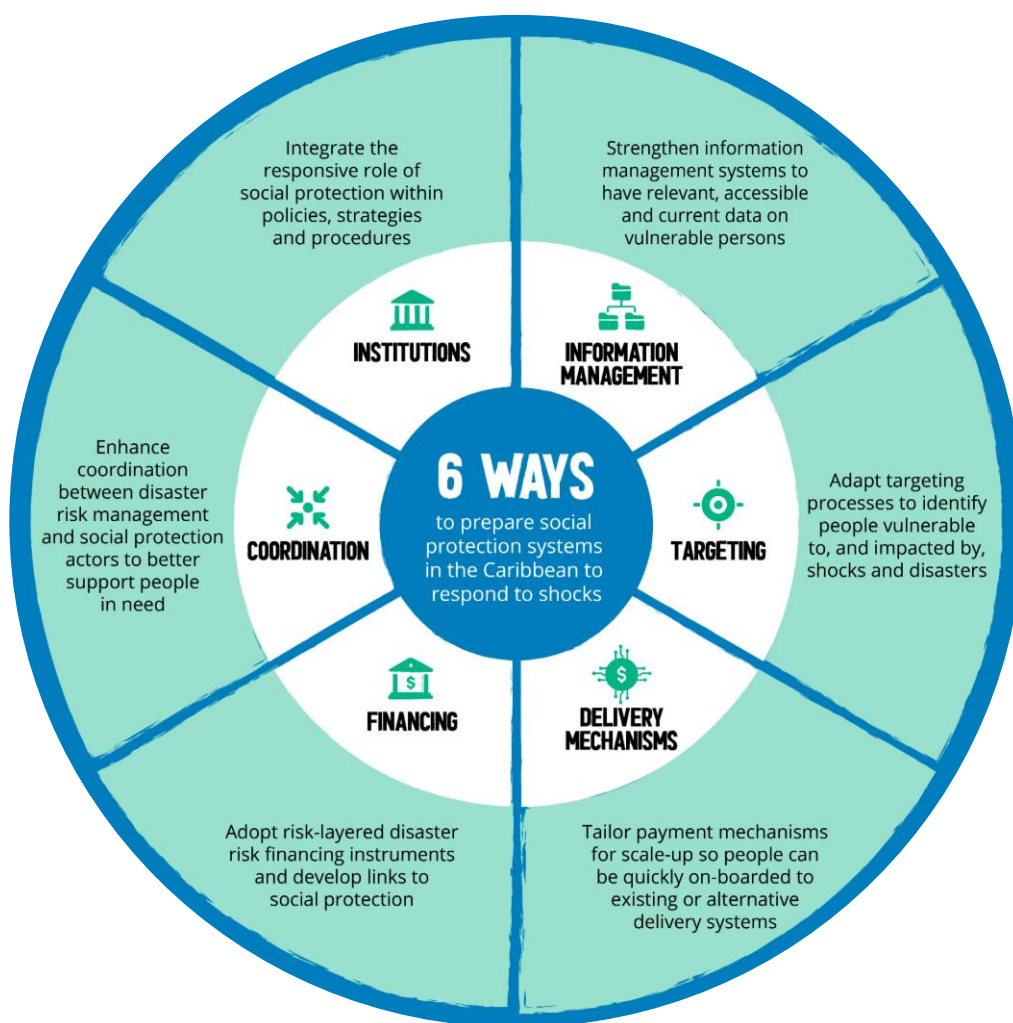 6 WAYS
to prepare social
protection systems
in the Caribbean to
respond to shocks
INSTITUTIONS
Integrate the
responsive role of
social protection within
policies, strategies
and procedures
INFORMATION
MANAGEMENT
Strengthen information
management systems to
have relevant, accessible
and current data on
vulnerable persons
TARGETING
Adapt targeting
processes to identify
people vulnerable
to, and impacted by,
shocks and disasters
DELIVERY
MECHANISMS
Tailor payment mechanisms
for scale-up so people can
be quickly on-boarded to
existing or alternative
delivery systems
FINANCING
Adopt risk-layered disaster
risk financing instruments
and develop links to
social protection
COORDINATION
Enhance
coordination
between disaster
risk management
and social protection
actors to better
support people
in need
$
$